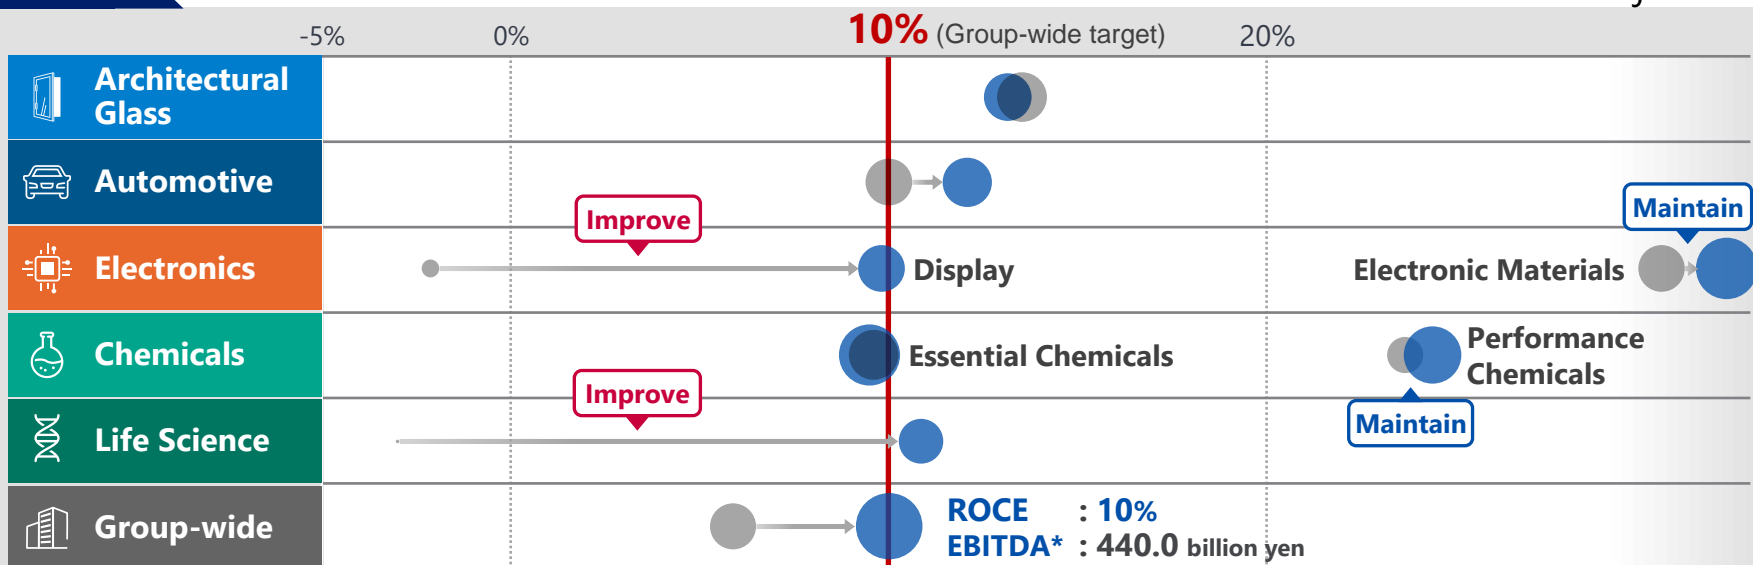 -5% 0% 10% (Group-wide target) 20%
Architectural
Glass
Automotive
Maintain
Improve
Electronics
Display
Electronic Materials
Chemicals
Essential Chemicals
Performance
Chemicals
Improve
Maintain
Life Science
Group-wide
ROCE : 10%
EBITDA* : 440.0 billion yen